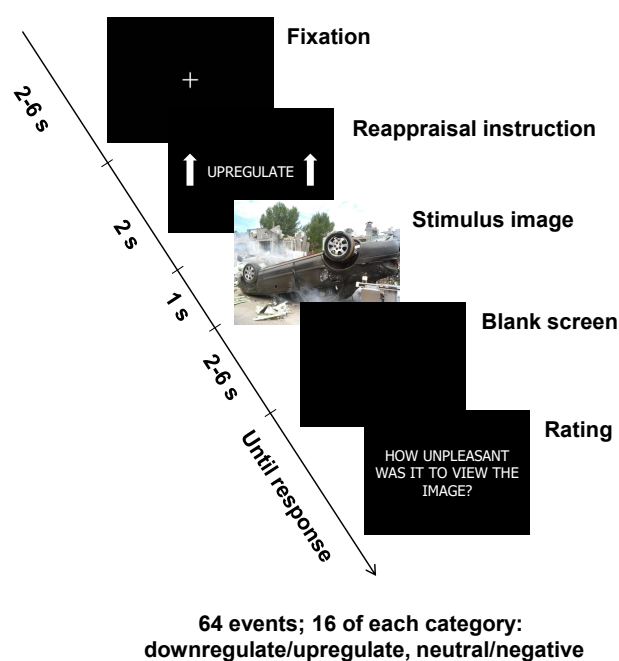 Fixation
2-6 s
Reappraisal instruction
UPREGULATE
2 s
Stimulus image
1 s
Blank screen
2-6 s
Rating
HOW UNPLEASANT
WAS IT TO VIEW THE
IMAGE?
Until response
64 events; 16 of each category:
downregulate/upregulate, neutral/negative